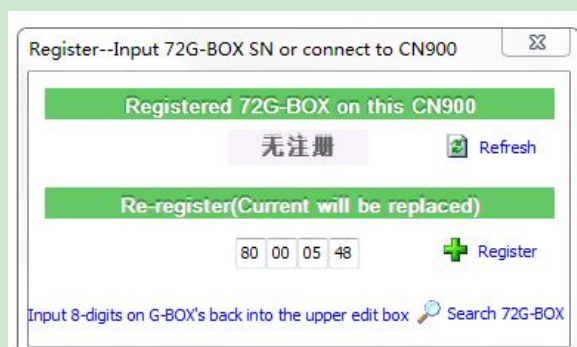 Register--Input 72G-BOX SN or connect to CN900
Registered 72G-BOX on this CN900
无注册 Refresh
Re-register(Current will be replaced)
80 00 05 48 Register
Input 8-digits on G-BOX's back into the upper edit box Search 72G-BOX